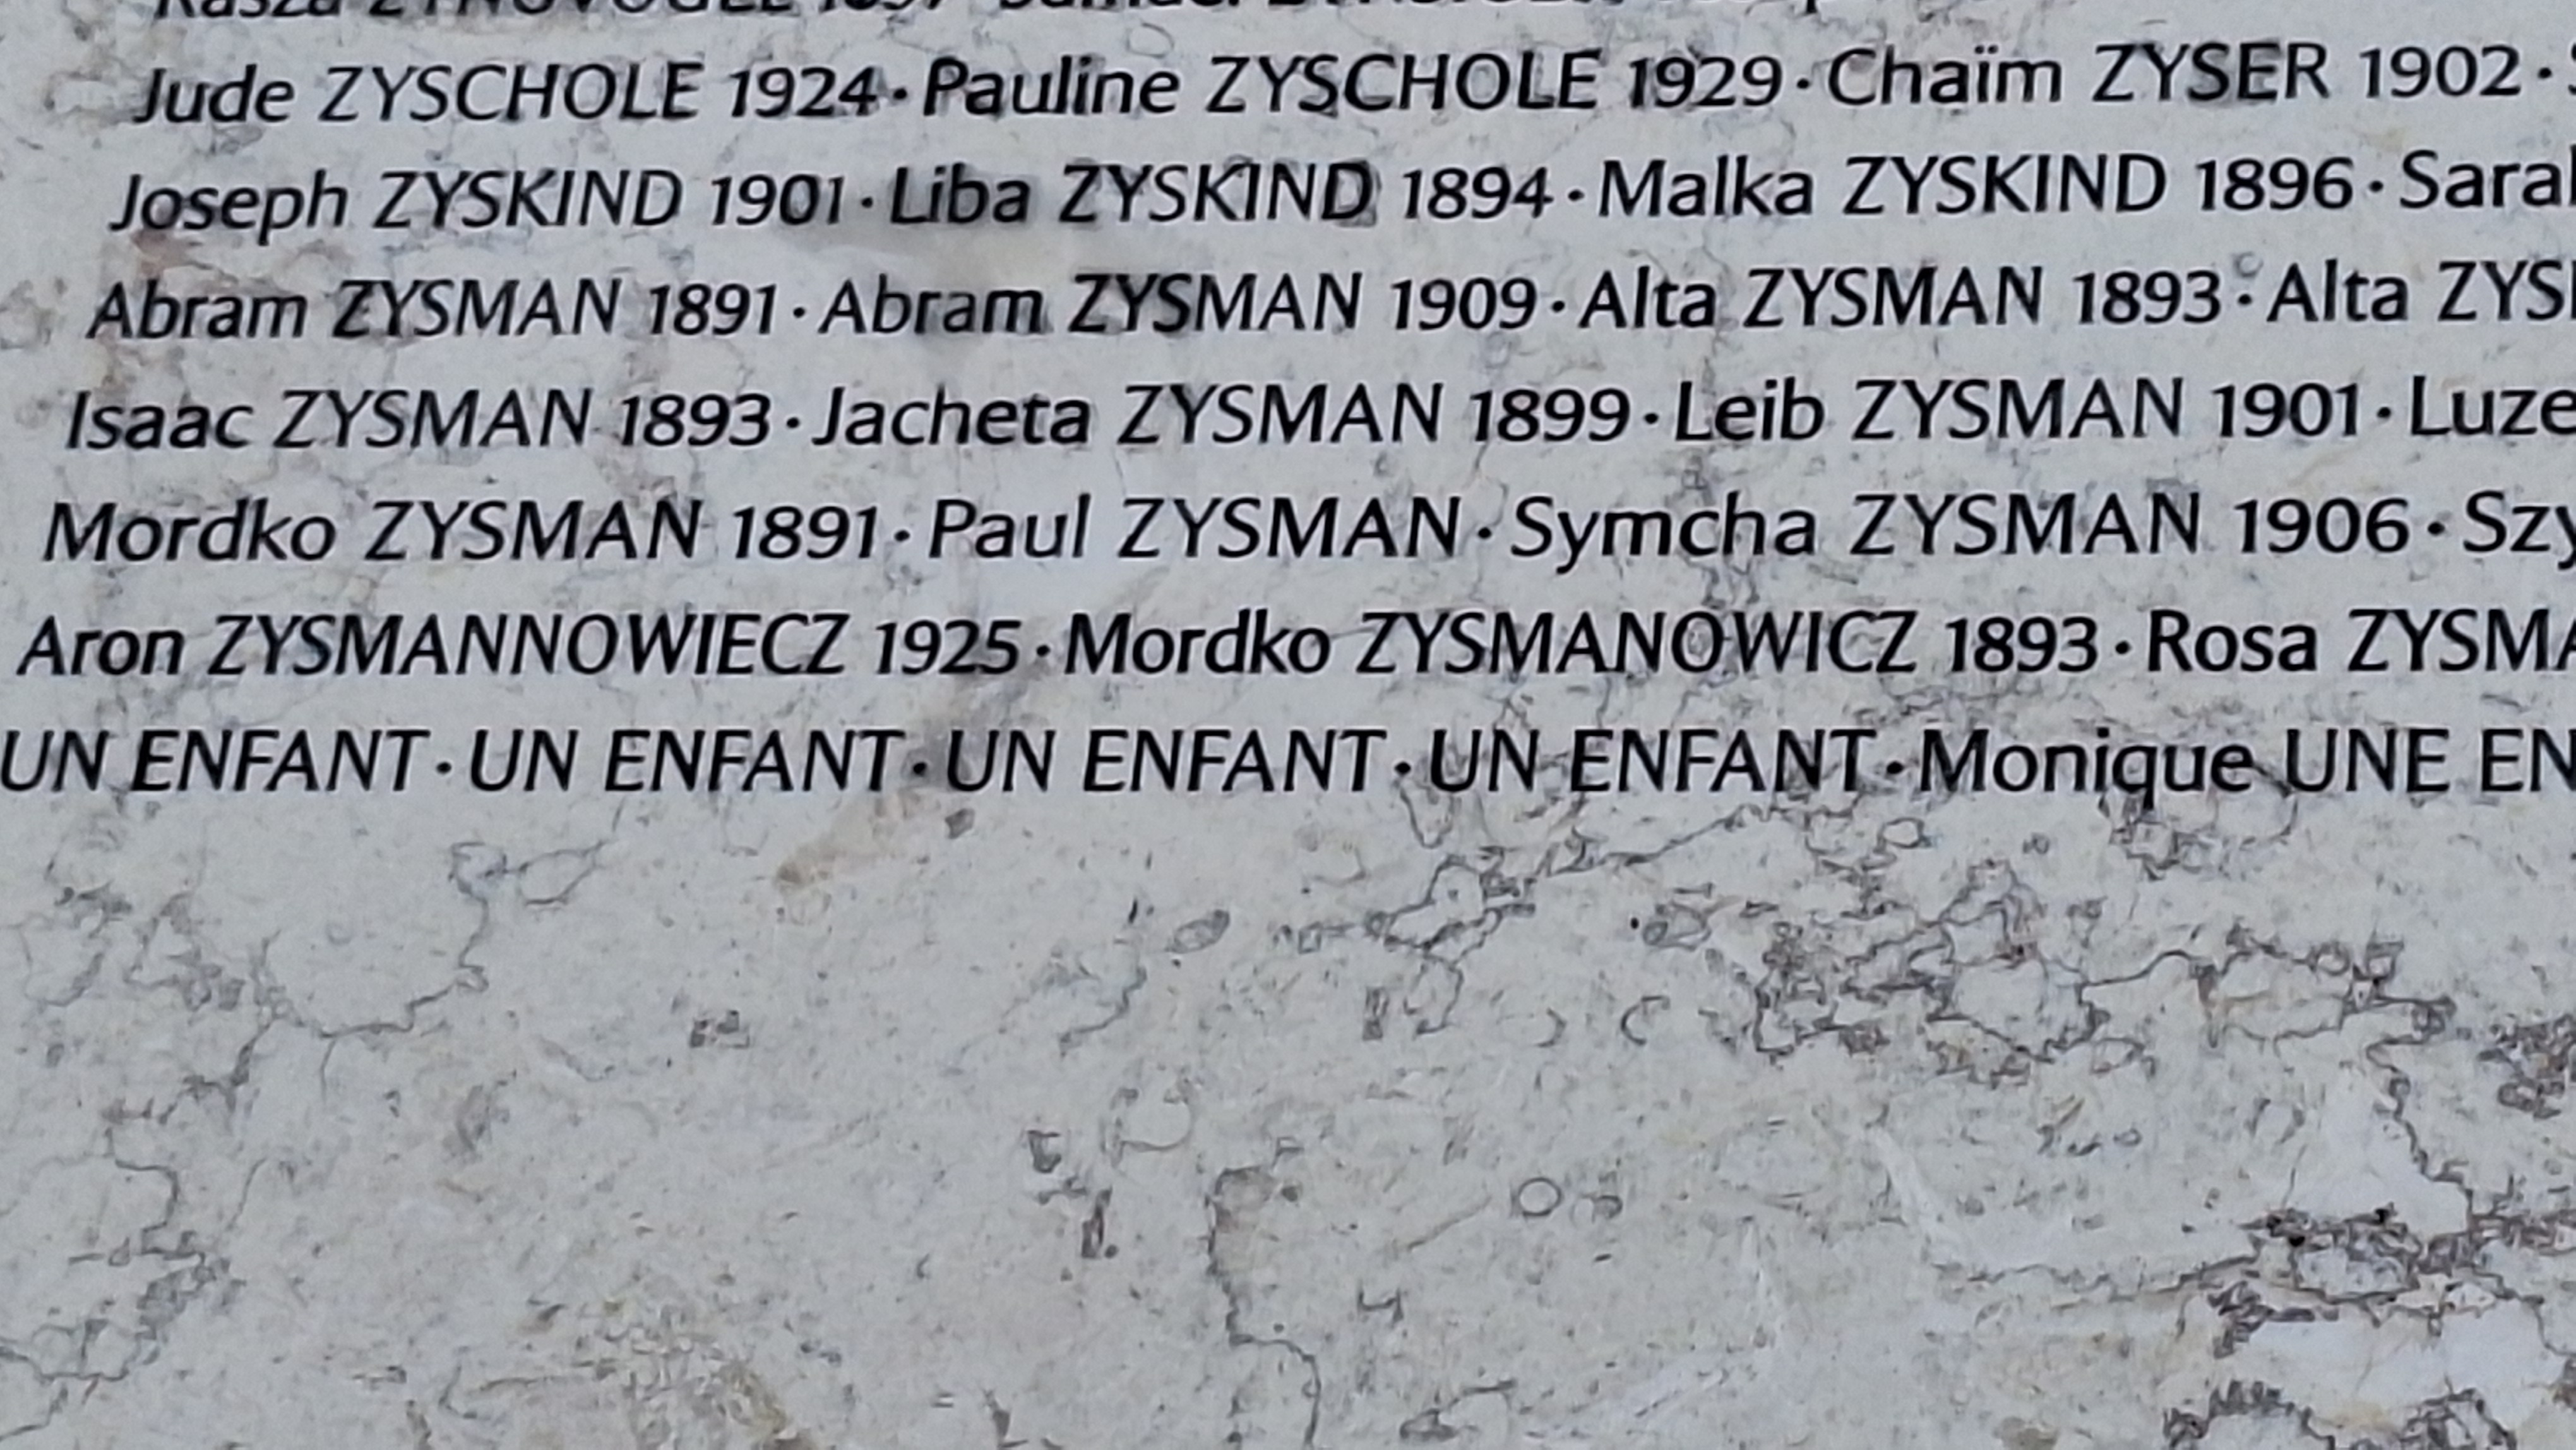 Jude ZYSCHOLE 1924 · Pauline ZYSCHOLE 1929 · Chaïm ZYSER 1902 ·
Joseph ZYSKIND 1901 · Liba ZYSKIND 1894 · Malka ZYSKIND 1896 ·
Abram ZYSMAN 1891 · Abram ZYSMAN 1909 · Alta ZYSMAN 1893 · Alta
Isaac ZYSMAN 1893 · Jacheta ZYSMAN 1899 · Leib ZYSMAN 1901 ·
Mordko ZYSMAN 1891 · Paul ZYSMAN · Symcha ZYSMAN 1906 ·
Aron ZYSMANNOWIECZ 1925 · Mordko ZYSMANOWICZ 1893 · Rosa
UN ENFANT · UN ENFANT · UN ENFANT · UN ENFANT · Monique UNE